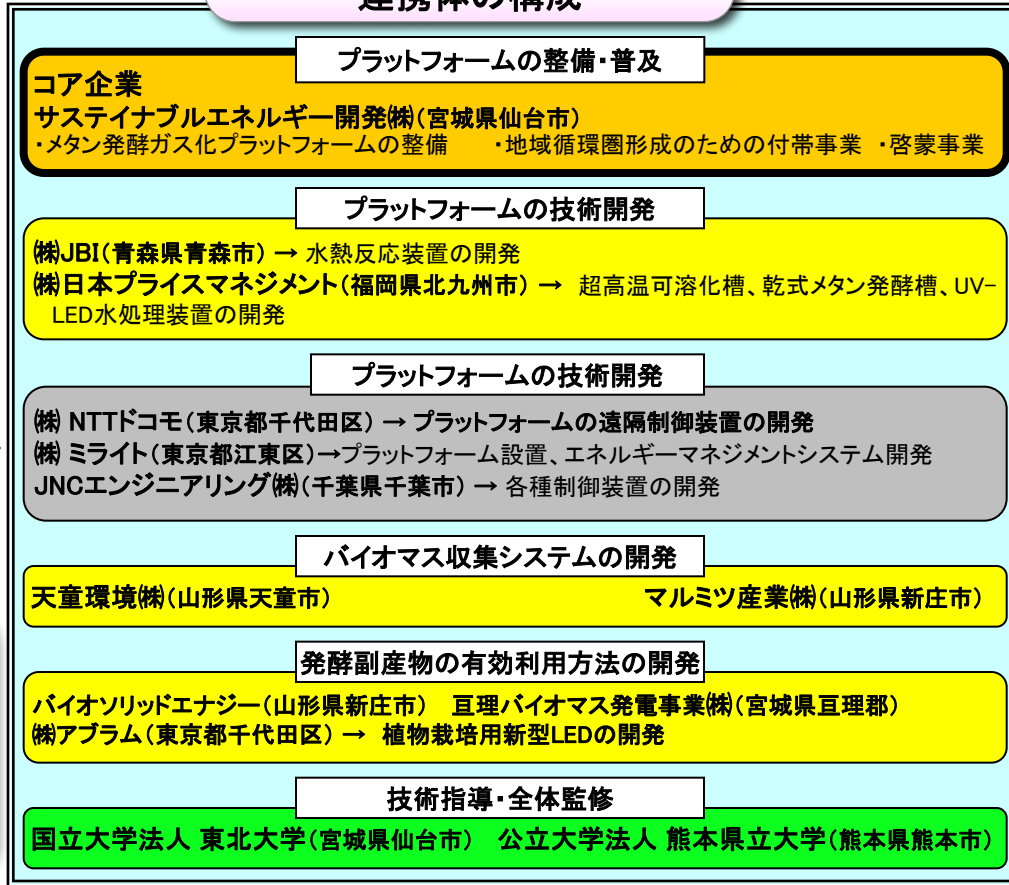 連携体の構成
プラットフォームの整備・普及
コア企業
サステイナブルエネルギー開発㈱(宮城県仙台市)
・メタン発酵ガス化プラットフォームの整備 ・地域循環圏形成のための付帯事業 ・啓蒙事業
プラットフォームの技術開発
㈱JBI(青森県青森市) → 水熱反応装置の開発
㈱日本プライスマネジメント(福岡県北九州市) → 超高温可溶化槽、乾式メタン発酵槽、UV-
LED水処理装置の開発
プラットフォームの技術開発
㈱ NTTドコモ(東京都千代田区) → プラットフォームの遠隔制御装置の開発
㈱ ミライト(東京都江東区)→プラットフォーム設置、エネルギーマネジメントシステム開発
JNCエンジニアリング㈱(千葉県千葉市) → 各種制御装置の開発
バイオマス収集システムの開発
天童環境㈱(山形県天童市) マルミツ産業㈱(山形県新庄市)
発酵副産物の有効利用方法の開発
バイオソリッドエナジー(山形県新庄市) 亘理バイオマス発電事業㈱(宮城県亘理郡)
㈱アブラム(東京都千代田区) → 植物栽培用新型LEDの開発
技術指導・全体監修
国立大学法人 東北大学(宮城県仙台市) 公立大学法人 熊本県立大学(熊本県熊本市)